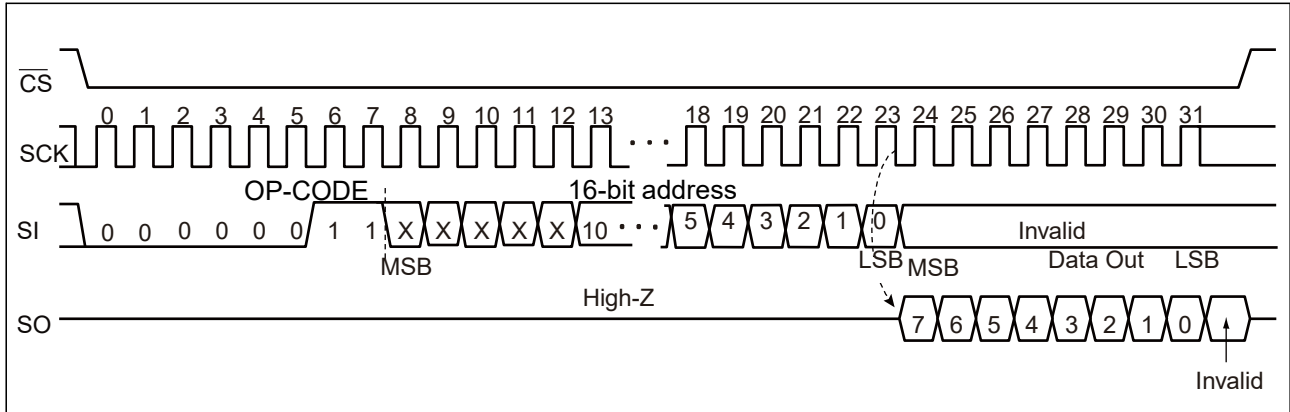 CS
0 1 2 3 4 5 6 7 8 9 10 11 12 13 18 19 20 21 22 23 24 25 26 27 28 29 30 31
SCK
OP-CODE 16-bit address
SI 0 0 0 0 0 0 1 1 X X X X X 10 5 4 3 2 1 0 Invalid
MSB LSB MSB Data Out LSB
High-Z
SO 7 6 5 4 3 2 1 0
Invalid